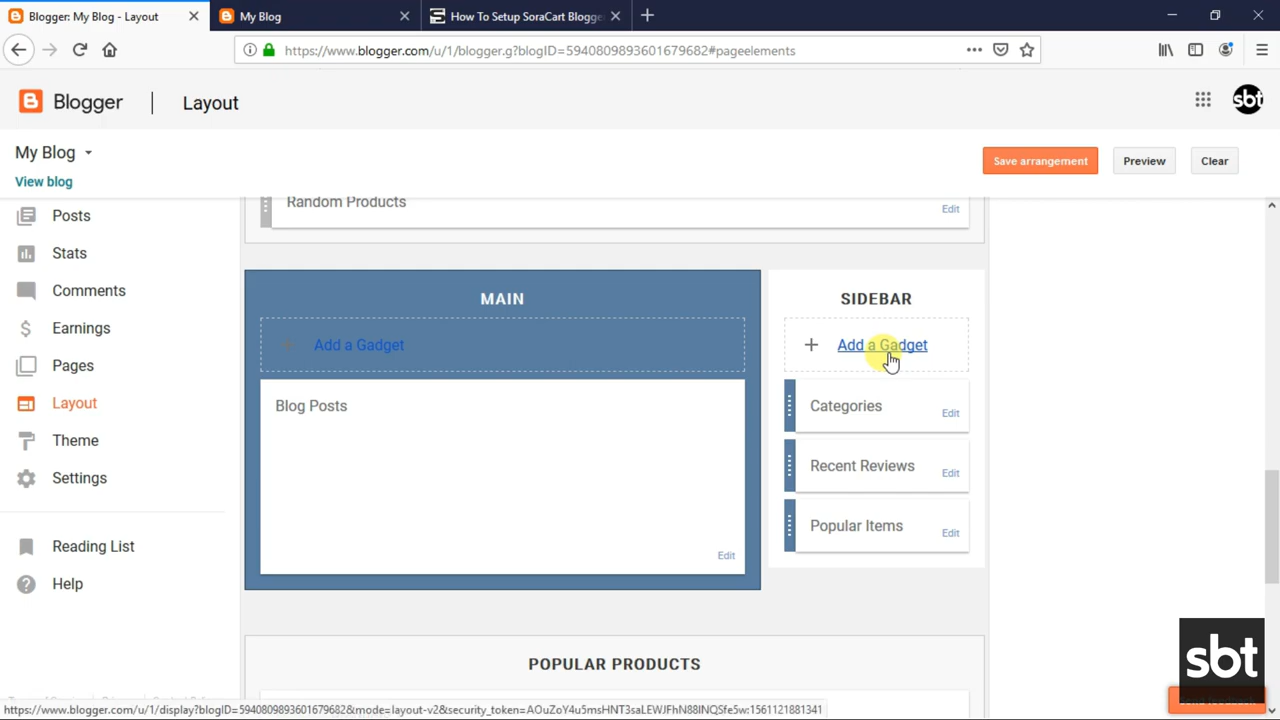 Blogger: My Blog - Layout
My Blog
How To Setup SoraCart Blogge
https://www.blogger.com/u/1/blogger.g?blogID=5940809893601679682#pageelements
Blogger
Layout
sbt
My Blog
View blog
Save arrangement
Preview
Clear
Posts
Stats
Comments
Earnings
Pages
Layout
Theme
Settings
Reading List
Help
Random Products
Edit
MAIN
Add a Gadget
Blog Posts
Edit
SIDEBAR
Add a Gadget
Categories
Edit
Recent Reviews
Edit
Popular Items
Edit
POPULAR PRODUCTS
sbt
https://www.blogger.com/u/1/display?blogID=5940809893601679682&mode=layout-v2&security_token=AOuZoY4u5msHNT3saLEWJFhN88INQSfe5w:1561121881341